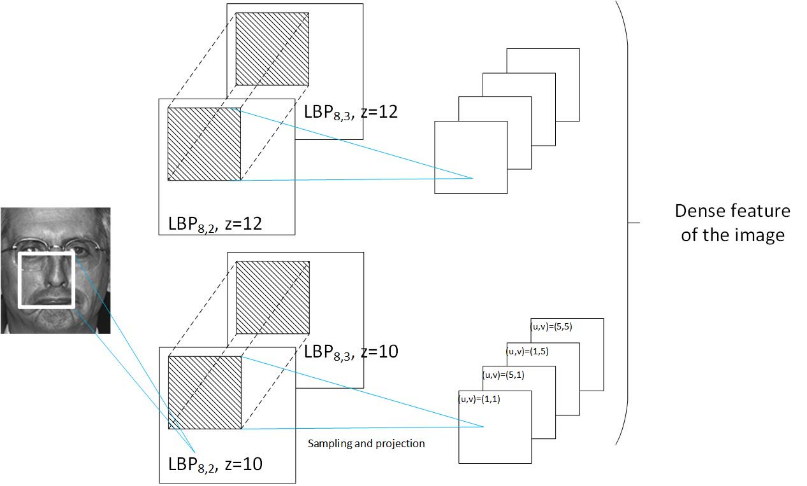 LBP8,3, z=12
LBP8,2, z=12
Dense feature
of the image
LBP8,3, z=10
LBP8,2, z=10
(u,v)=(5,5)
(u,v)=(1,5)
(u,v)=(5,1)
(u,v)=(1,1)
Sampling and projection